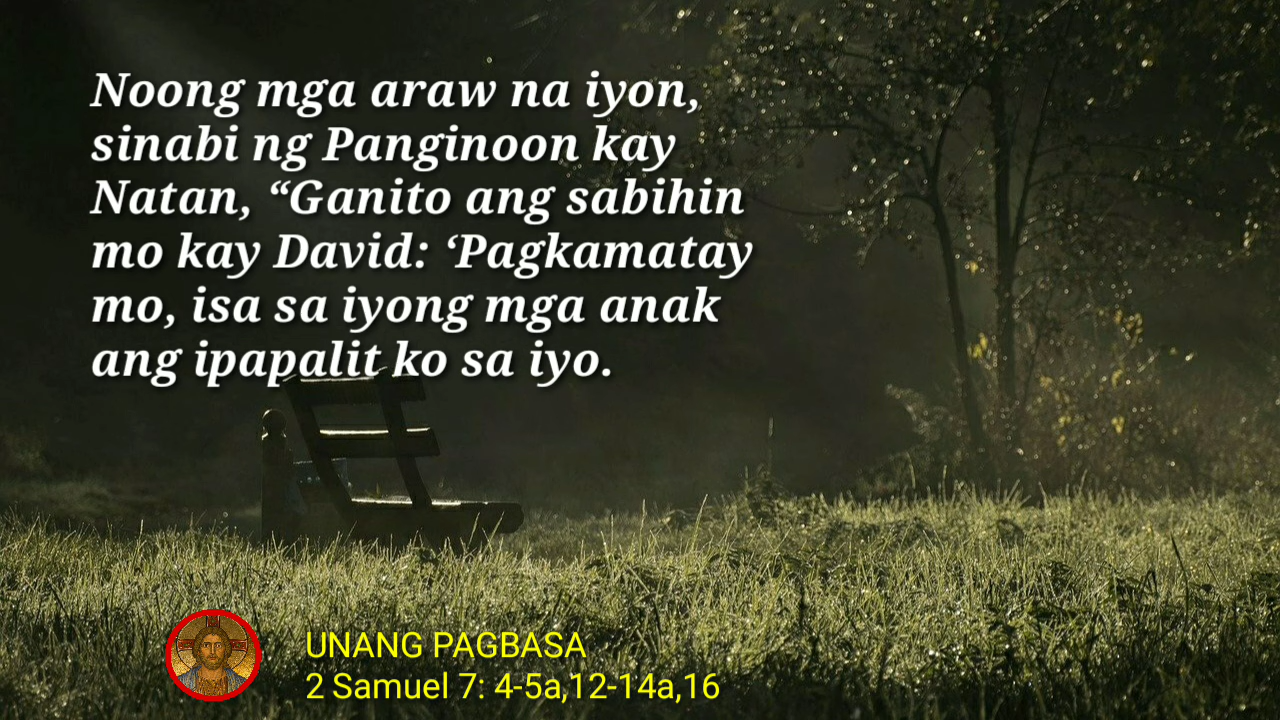 Noong mga araw na iyon,
sinabi ng Panginoon kay
Natan, “Ganito ang sabihin
mo kay David: ‘Pagkamatay
mo, isa sa iyong mga anak
ang ipapalit ko sa iyo.
UNANG PAGBASA
2 Samuel 7: 4-5a,12-14a,16